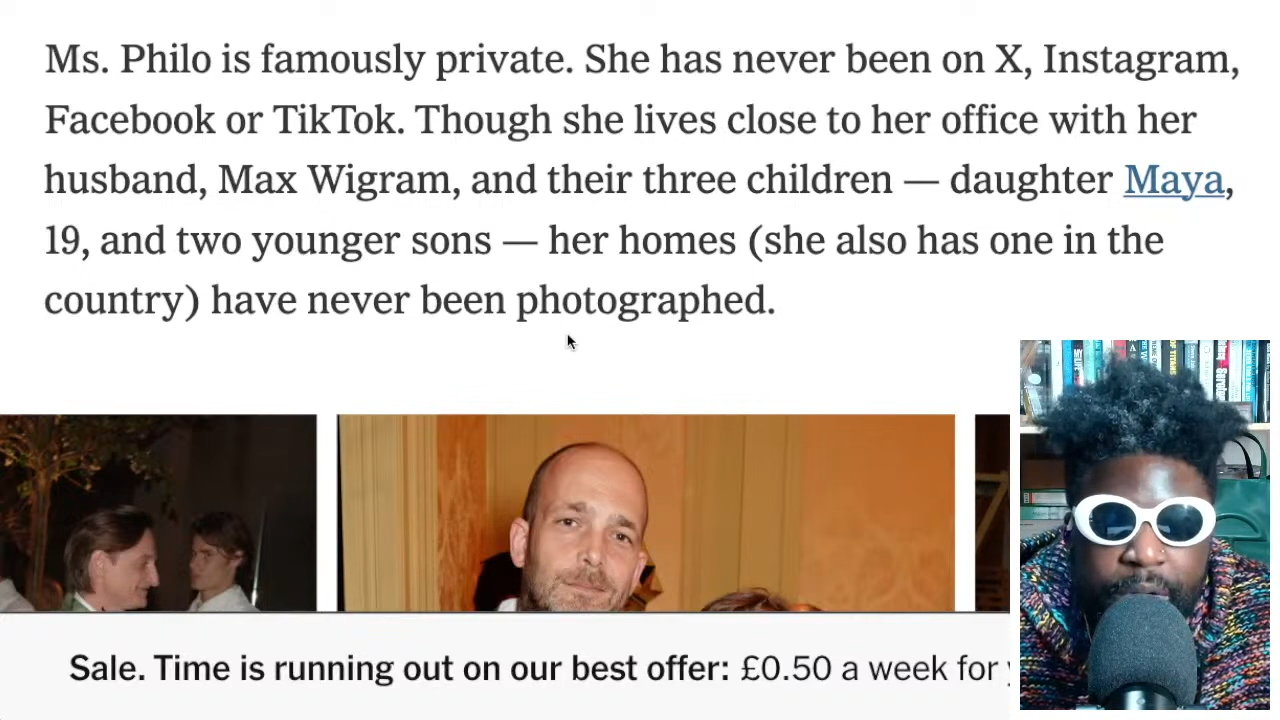 Ms. Philo is famously private. She has never been on X, Instagram,
Facebook or TikTok. Though she lives close to her office with her
husband, Max Wigram, and their three children — daughter Maya,
19, and two younger sons — her homes (she also has one in the
country) have never been photographed.
Sale. Time is running out on our best offer: £0.50 a week for